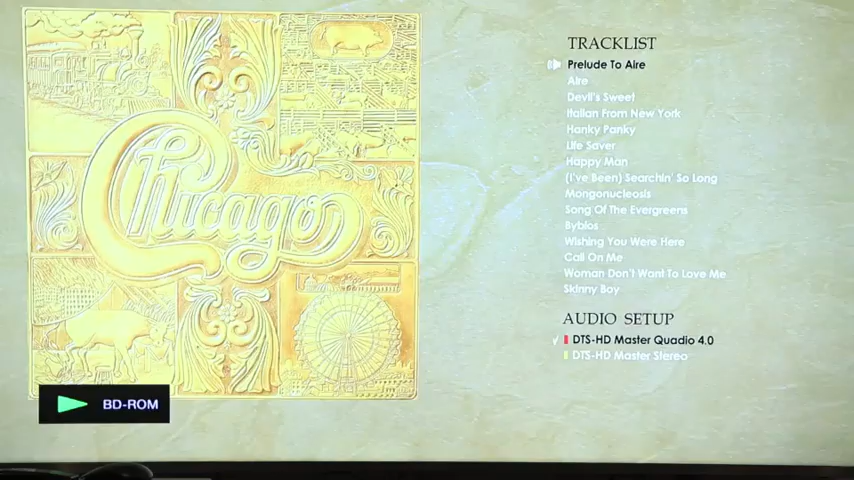 Chicago
TRACKLIST
Prelude To Aire
Aire
Devil's Sweet
Italian From New York
Hanky Panky
Life Saver
Happy Man
(I've Been) Searchin' So Long
Mongonucleosis
Song Of The Evergreens
Byblos
Wishing You Were Here
Call On Me
Woman Don't Want To Love Me
Skinny Boy
AUDIO SETUP
DTS-HD Master Quadio 4.0
DTS-HD Master Stereo
BD-ROM